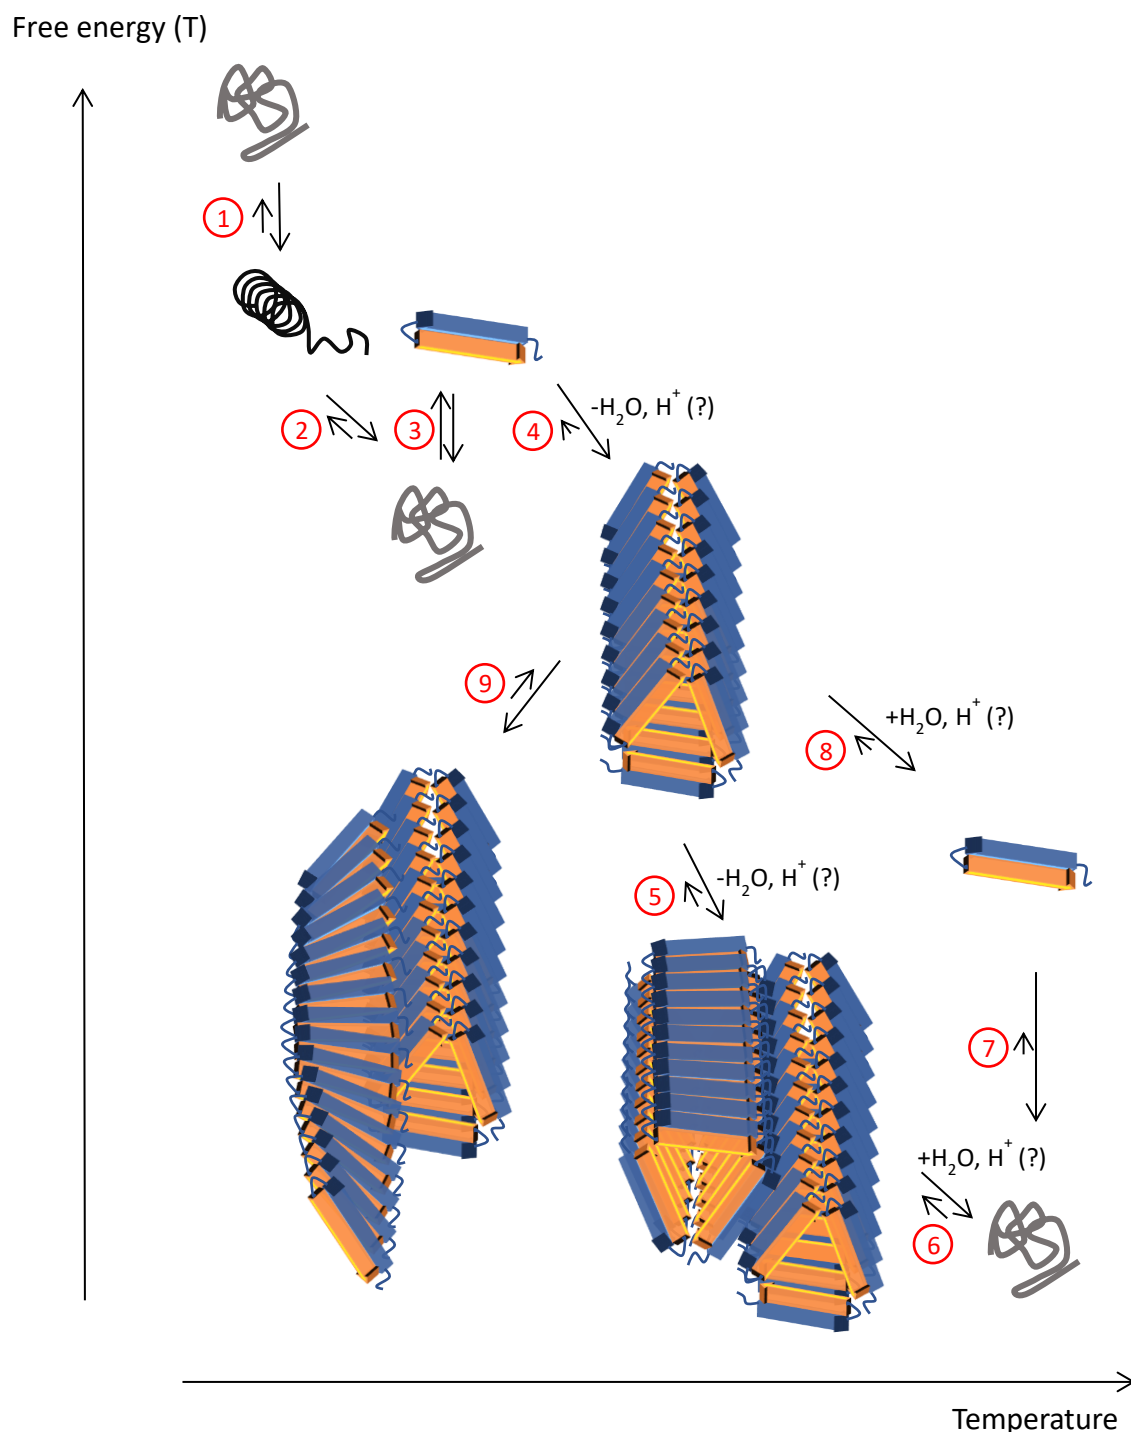 Free energy (T)
1
2
3
4
-H₂O, H⁺ (?)
9
8
+H₂O, H⁺ (?)
5
-H₂O, H⁺ (?)
7
+H₂O, H⁺ (?)
6
Temperature